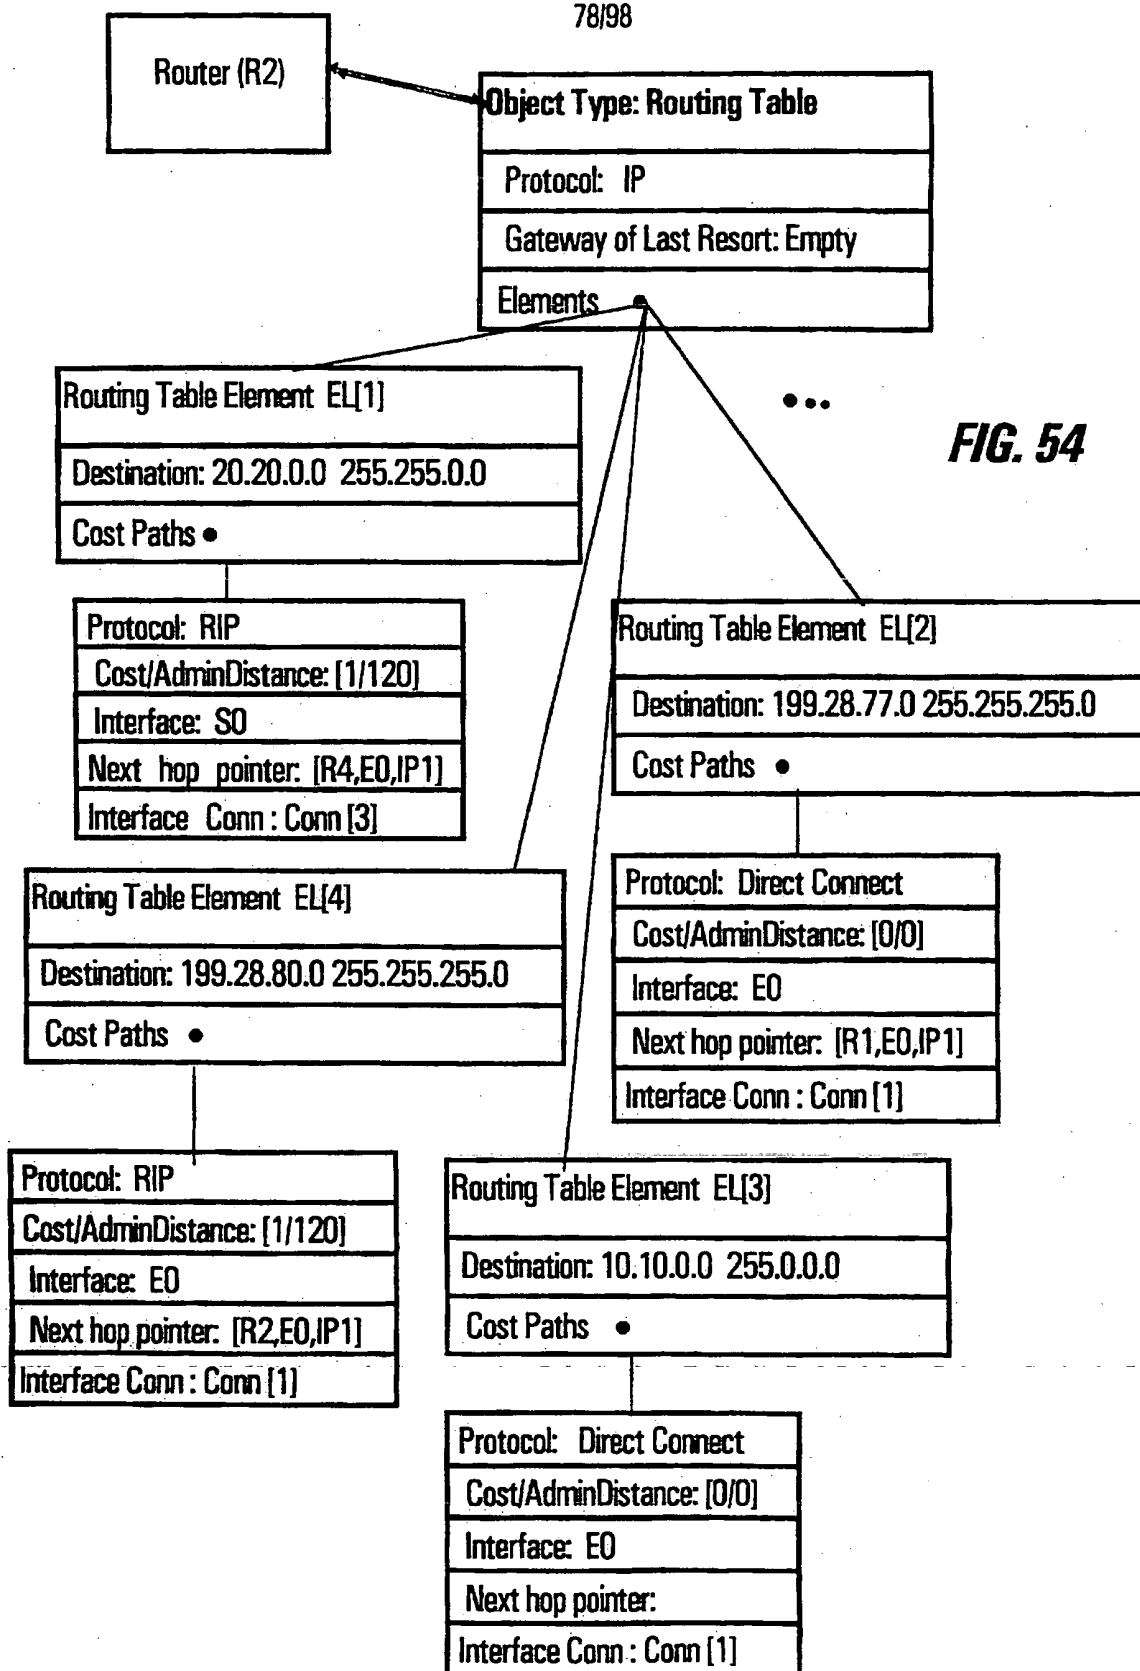 78/98
Router (R2)
Object Type: Routing Table
Protocol: IP
Gateway of Last Resort: Empty
Elements
FIG. 54
Routing Table Element EL[1]
Destination: 20.20.0.0 255.255.0.0
Cost Paths
Protocol: RIP
Cost/AdminDistance: [1/120]
Interface: S0
Next hop pointer: [R4,E0,IP1]
Interface Conn : Conn [3]
Routing Table Element EL[2]
Destination: 199.28.77.0 255.255.255.0
Cost Paths
Protocol: Direct Connect
Cost/AdminDistance: [0/0]
Interface: E0
Next hop pointer: [R1,E0,IP1]
Interface Conn : Conn [1]
Routing Table Element EL[4]
Destination: 199.28.80.0 255.255.255.0
Cost Paths
Protocol: RIP
Cost/AdminDistance: [1/120]
Interface: E0
Next hop pointer: [R2,E0,IP1]
Interface Conn : Conn [1]
Routing Table Element EL[3]
Destination: 10.10.0.0 255.0.0.0
Cost Paths
Protocol: Direct Connect
Cost/AdminDistance: [0/0]
Interface: E0
Next hop pointer:
Interface Conn : Conn [1]